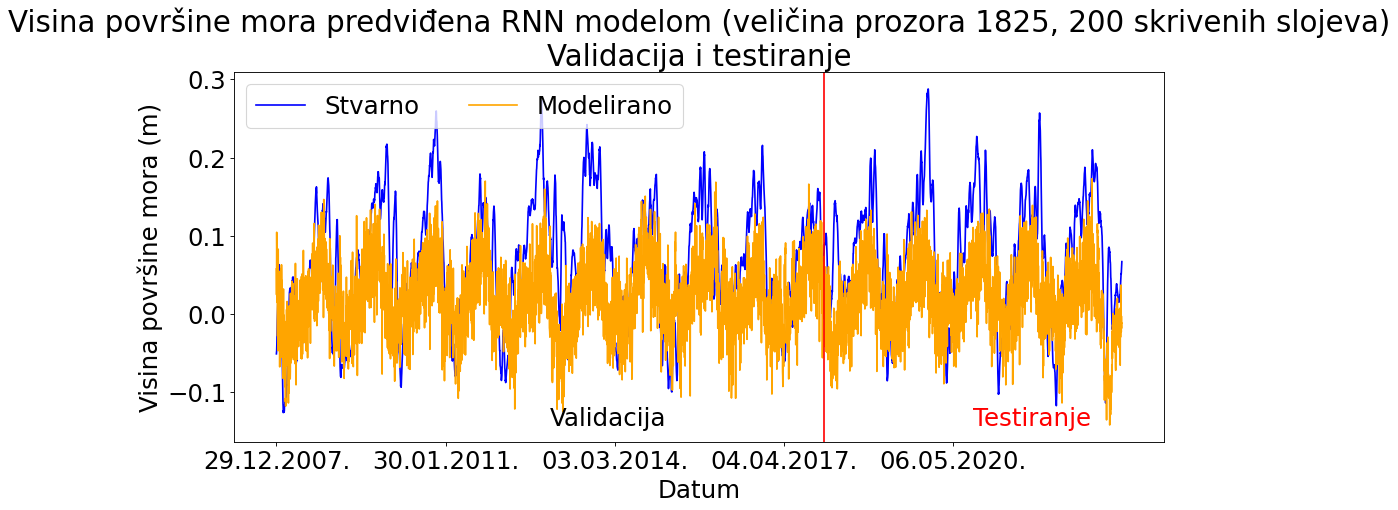 Visina površine mora predviđena RNN modelom (veličina prozora 1825, 200 skrivenih slojeva)
Validacija i testiranje
Stvarno
Modelirano
Visina površine mora (m)
0.3
0.2
0.1
0.0
−0.1
Validacija
Testiranje
29.12.2007.
30.01.2011.
03.03.2014.
04.04.2017.
06.05.2020.
Datum